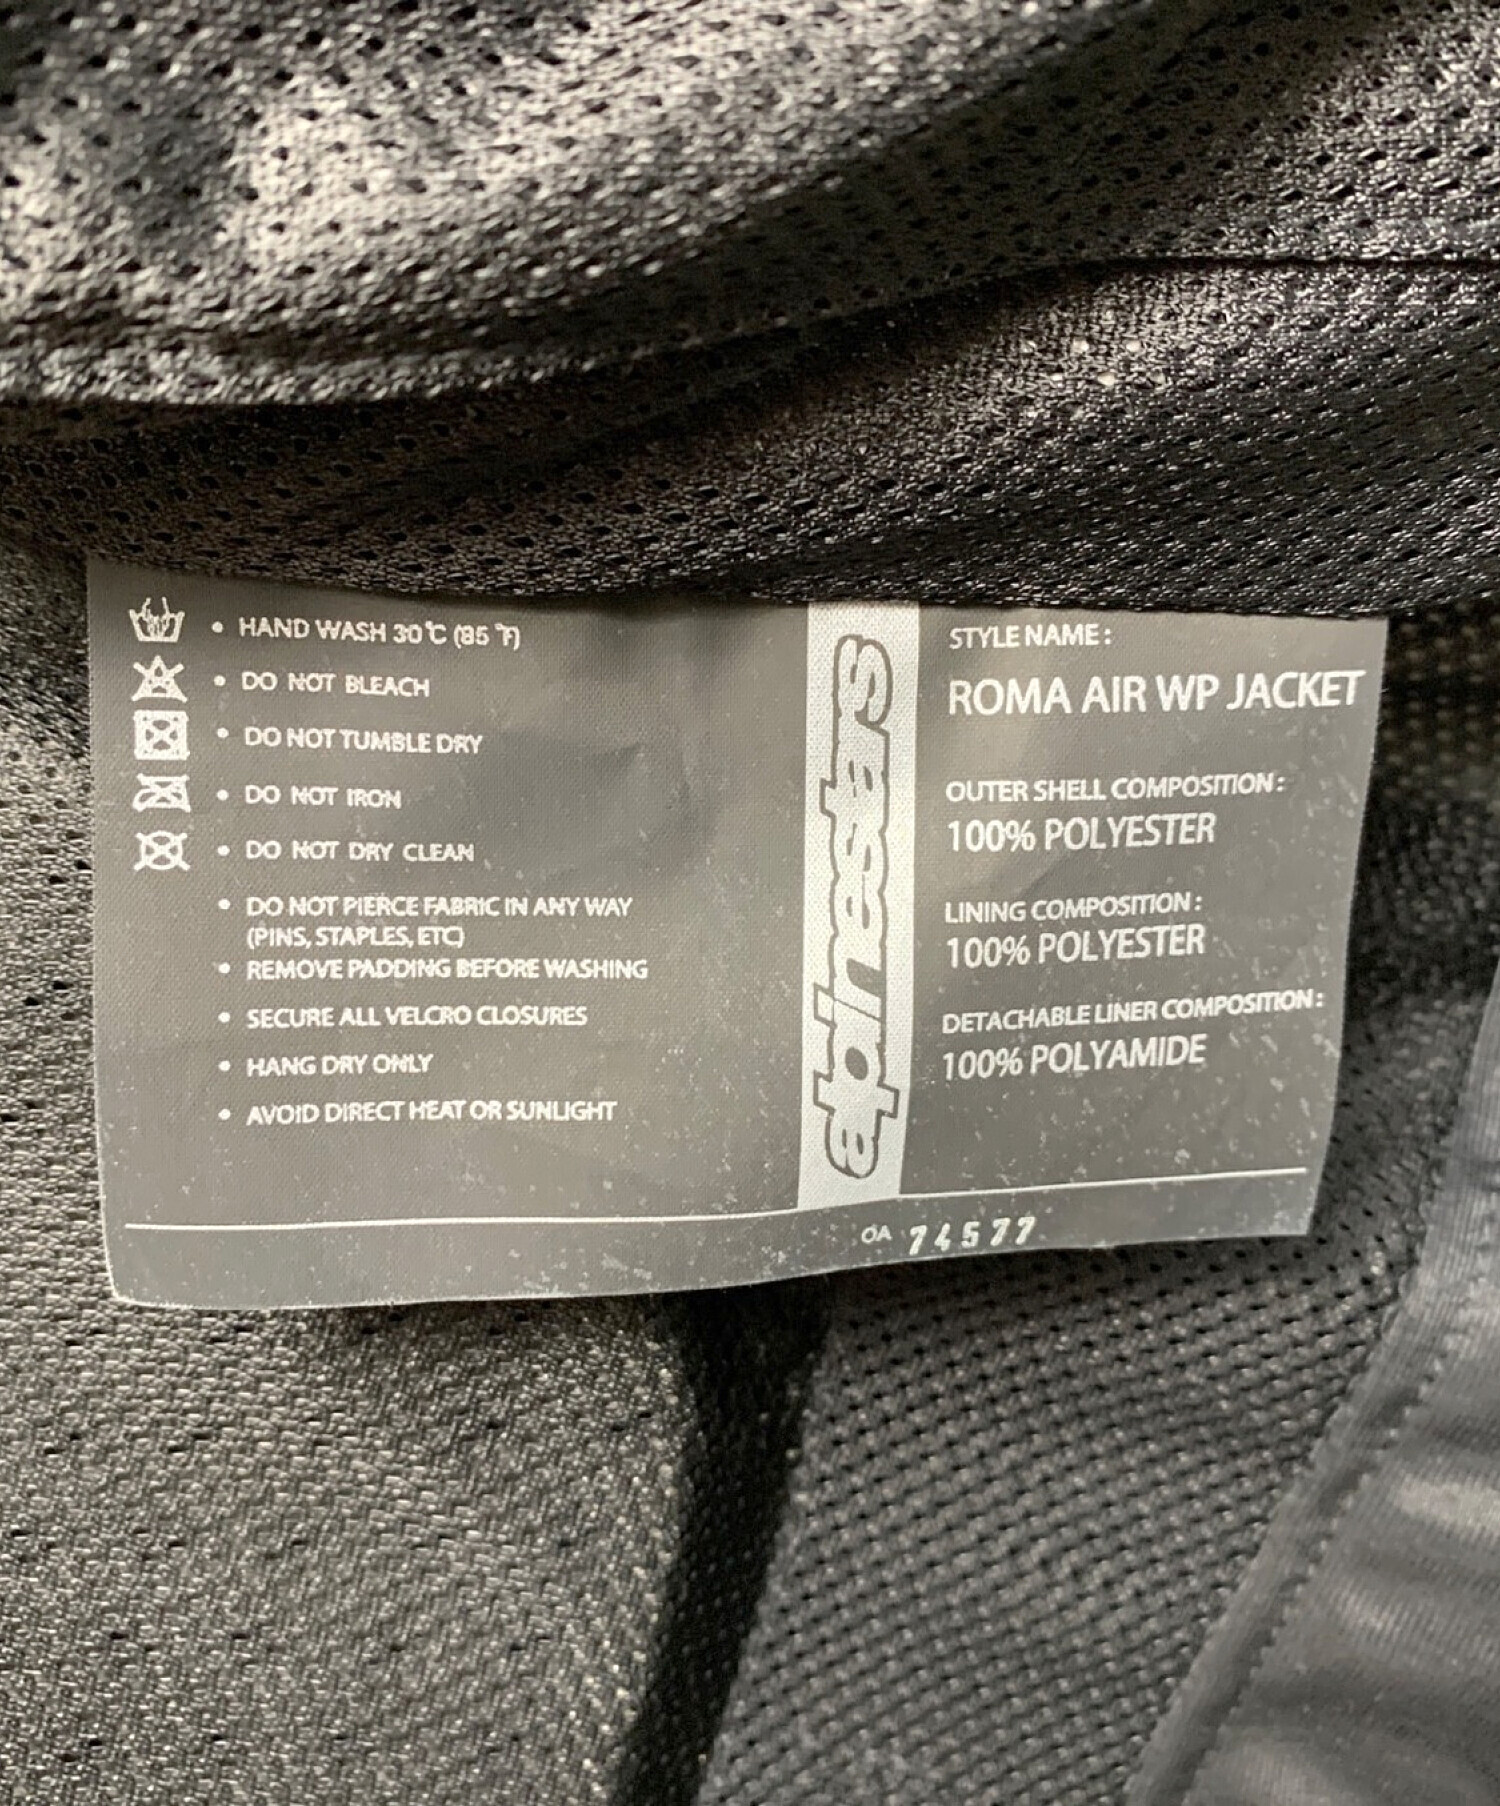 HAND WASH 30℃ (85 ℉)
DO NOT BLEACH
DO NOT TUMBLE DRY
DO NOT IRON
DO NOT DRY CLEAN
DO NOT PIERCE FABRIC IN ANY WAY
(PINS, STAPLES, ETC)
REMOVE PADDING BEFORE WASHING
SECURE ALL VELCRO CLOSURES
HANG DRY ONLY
AVOID DIRECT HEAT OR SUNLIGHT
alpinestars
STYLE NAME :
ROMA AIR WP JACKET
OUTER SHELL COMPOSITION :
100% POLYESTER
LINING COMPOSITION :
100% POLYESTER
DETACHABLE LINER COMPOSITION :
100% POLYAMIDE
OA 74577